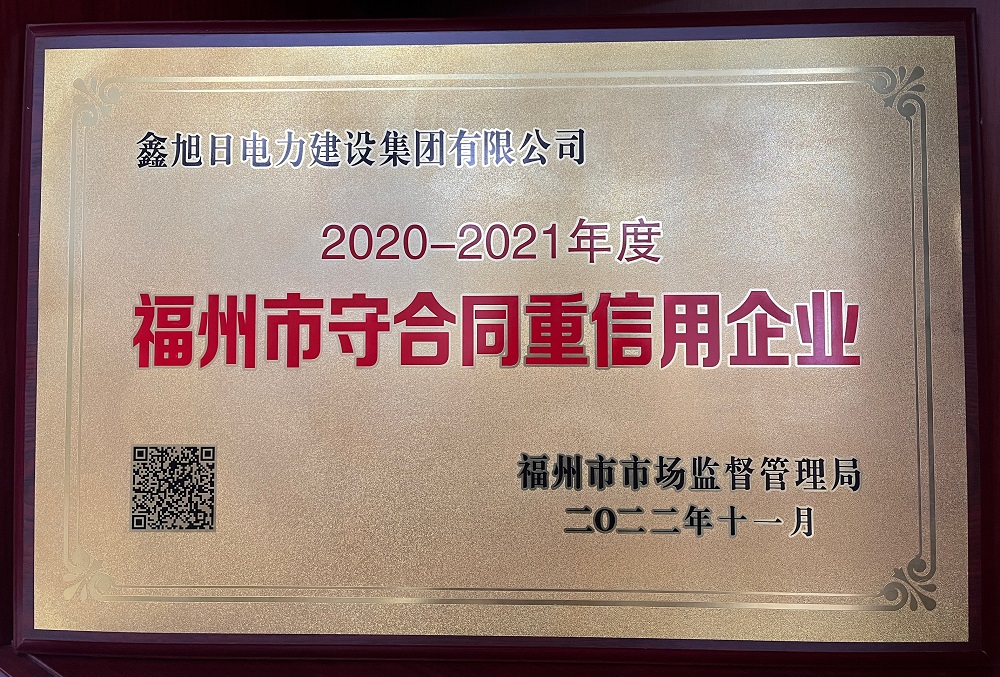 鑫旭日电力建设集团有限公司
2020-2021年度
福州市守合同重信用企业
福州市市场监督管理局
二O二二年十一月